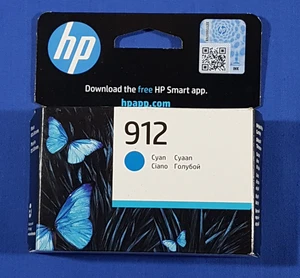 hp
Download the free HP Smart app.
hpapp.com
912
Cyan Cyaan
Ciano Голубой